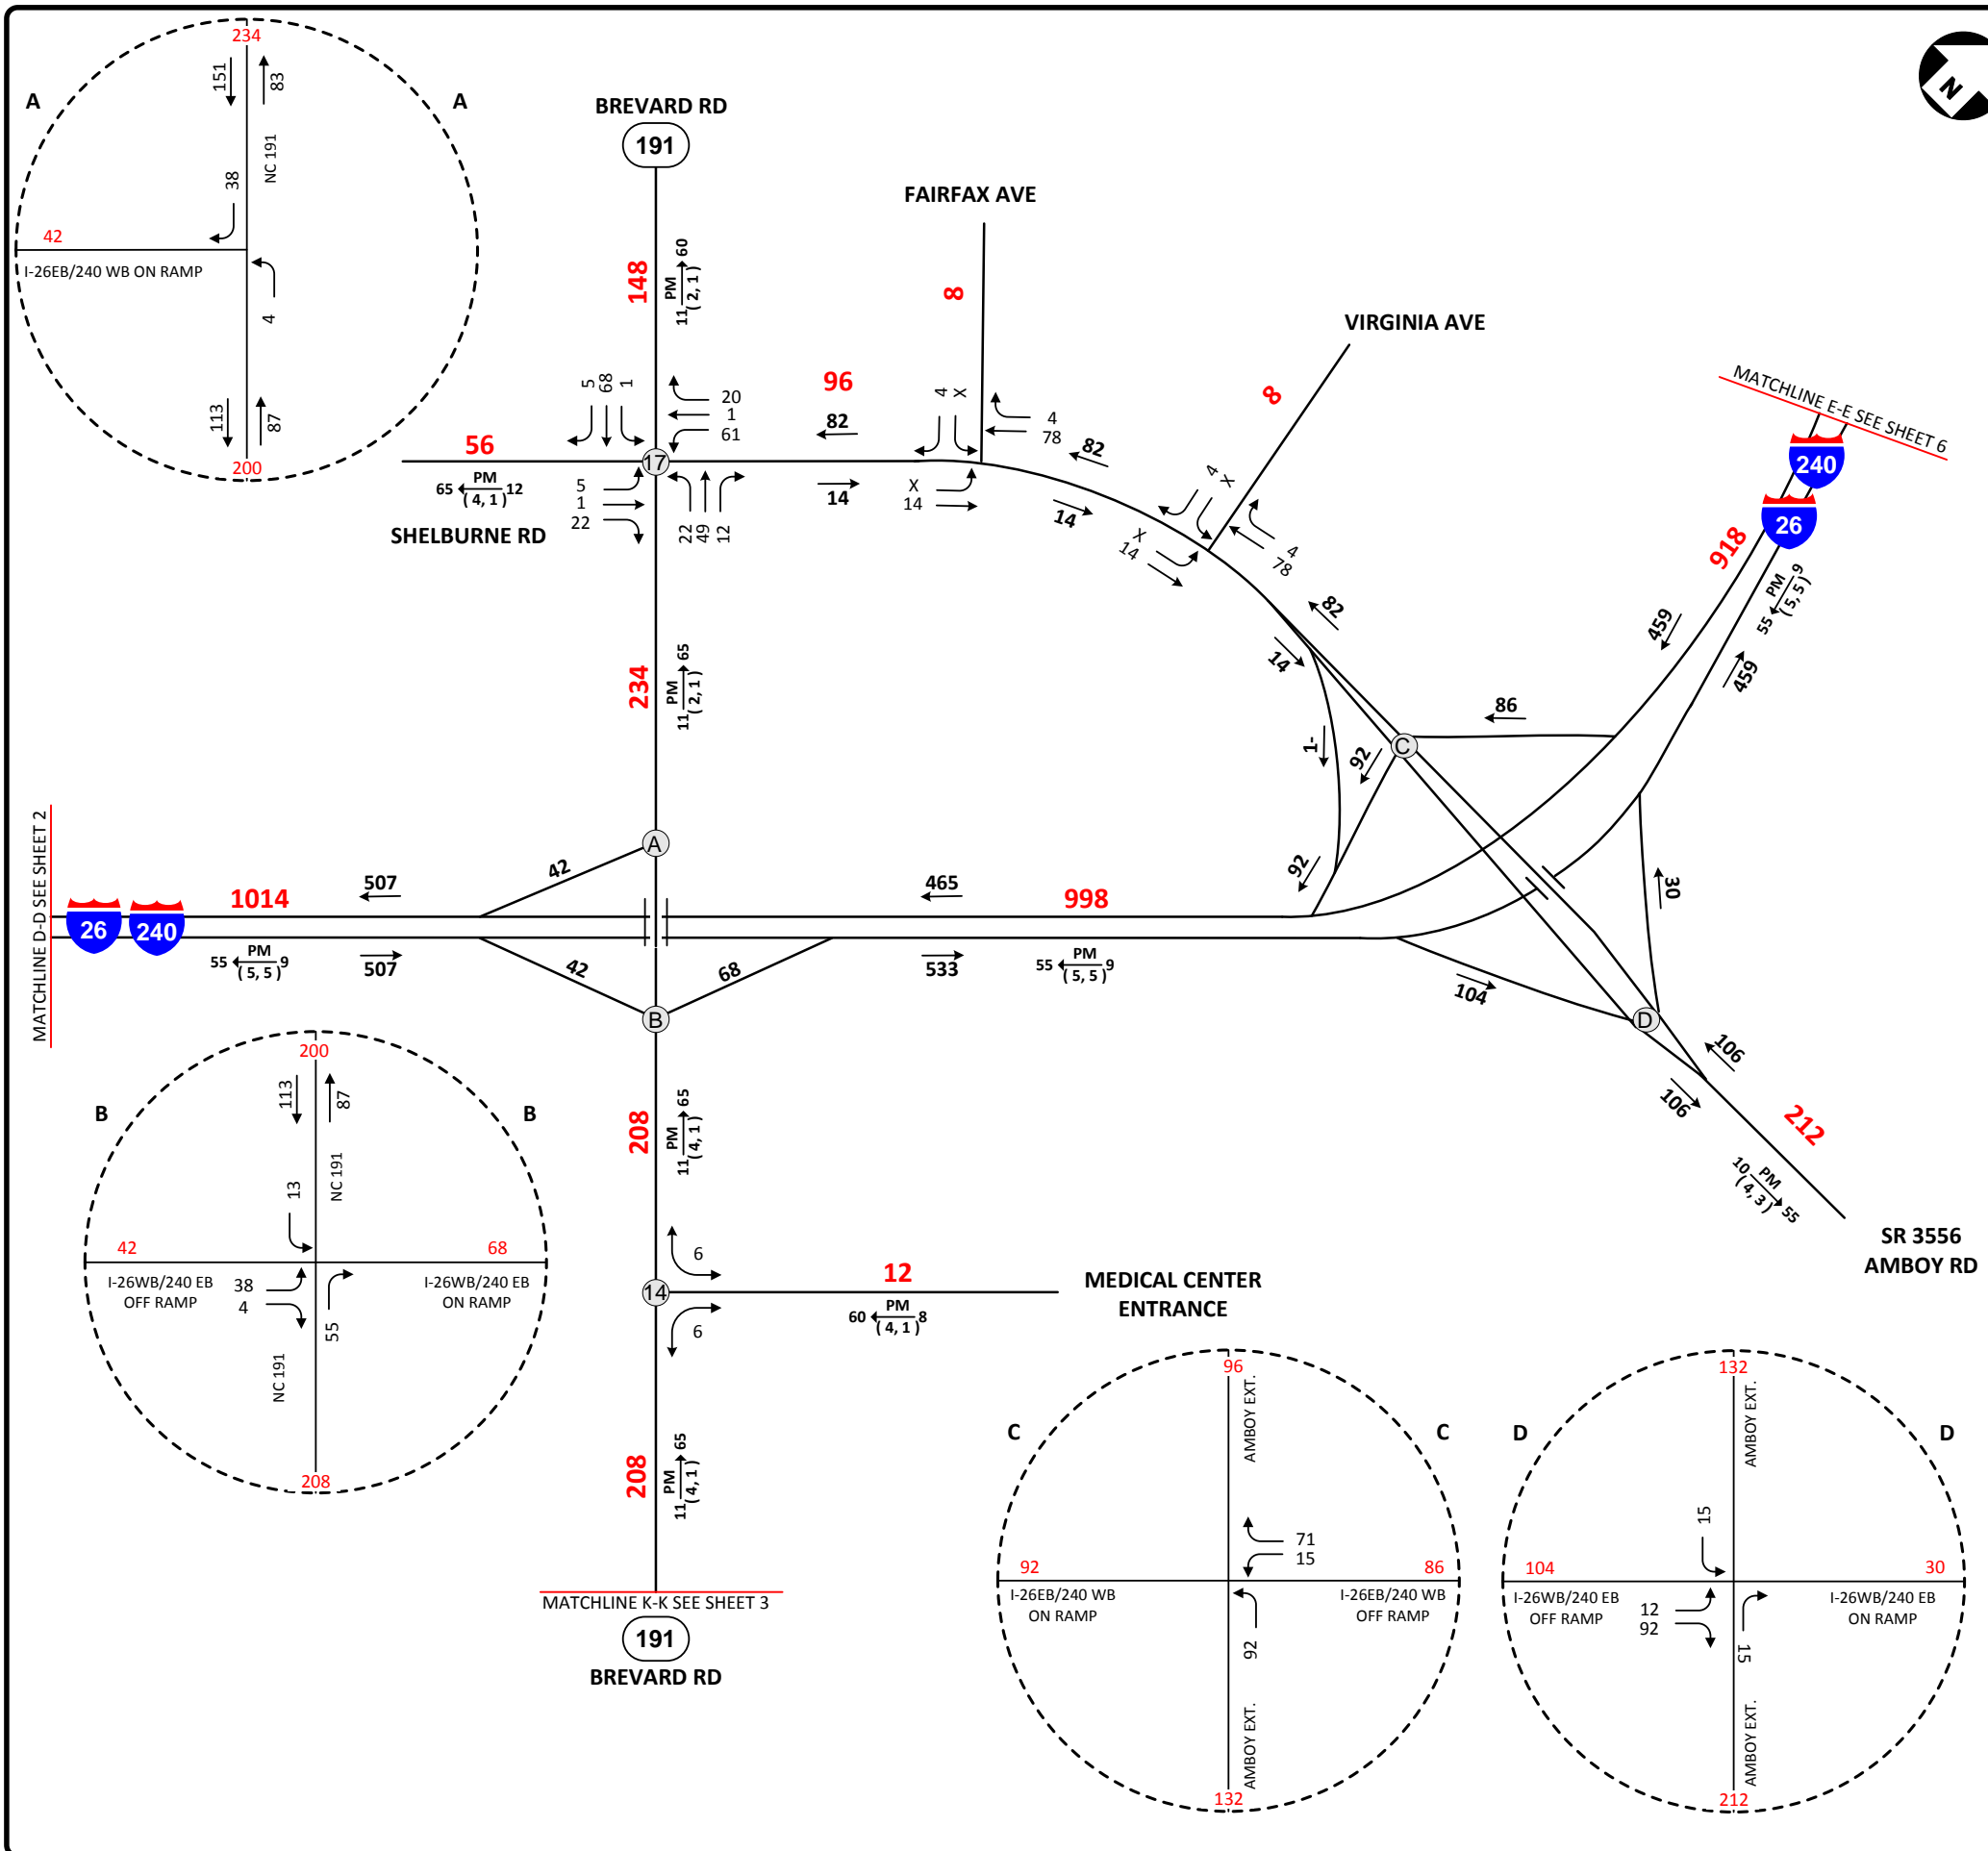 234
151
83
A
A
NC 191
38
42
I-26EB/240 WB ON RAMP
4
113
87
200
N
BREVARD RD
191
148
11 PM 60
( 2, 1 )
FAIRFAX AVE
8
VIRGINIA AVE
8
MATCHLINE E-E SEE SHEET 6
240
26
918
459
459
55 PM 9
( 5, 5 )
5
68
1
20
1
61
96
82
4
X
4
78
82
56
65 PM 12
( 4, 1 )
SHELBURNE RD
17
5
1
22
22
49
12
14
X
14
14
4
X
X
14
4
78
82
14
234
11 PM 65
( 2, 1 )
86
1-
92
C
92
MATCHLINE D-D SEE SHEET 2
26
240
1014
507
42
A
465
998
30
55 PM 9
( 5, 5 )
507
42
68
533
55 PM 9
( 5, 5 )
104
B
D
106
106
212
10 PM 55
( 4, 3 )
SR 3556
AMBOY RD
200
113
87
B
B
NC 191
13
42
68
I-26WB/240 EB
OFF RAMP
38
4
I-26WB/240 EB
ON RAMP
55
NC 191
208
208
11 PM 65
( 4, 1 )
6
14
12
6
60 PM 8
( 4, 1 )
MEDICAL CENTER
ENTRANCE
208
11 PM 65
( 4, 1 )
MATCHLINE K-K SEE SHEET 3
191
BREVARD RD
96
AMBOY EXT.
C
C
71
15
92
86
I-26EB/240 WB
ON RAMP
I-26EB/240 WB
OFF RAMP
92
AMBOY EXT.
132
132
AMBOY EXT.
D
D
15
104
30
I-26WB/240 EB
OFF RAMP
12
92
I-26WB/240 EB
ON RAMP
15
AMBOY EXT.
212